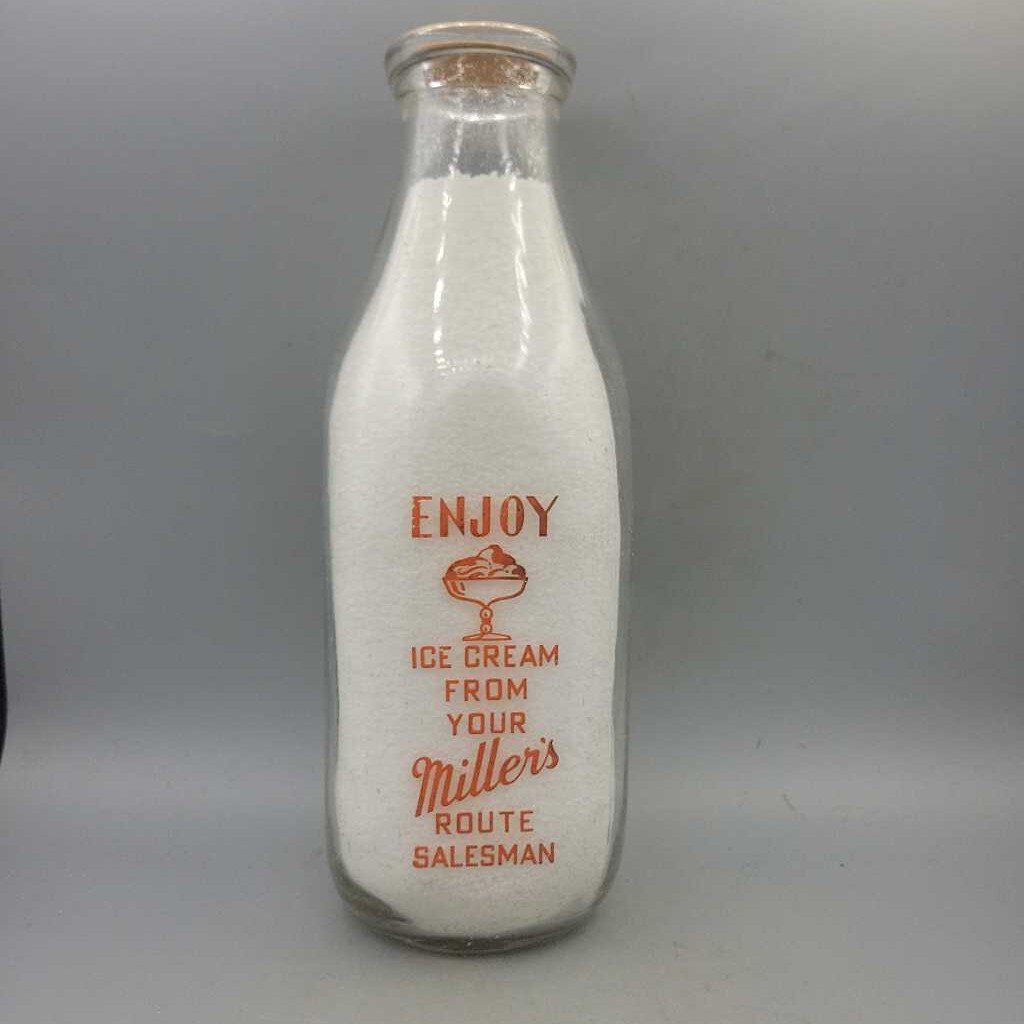 ENJOY
ICE CREAM
FROM
YOUR
Miller's
ROUTE
SALESMAN